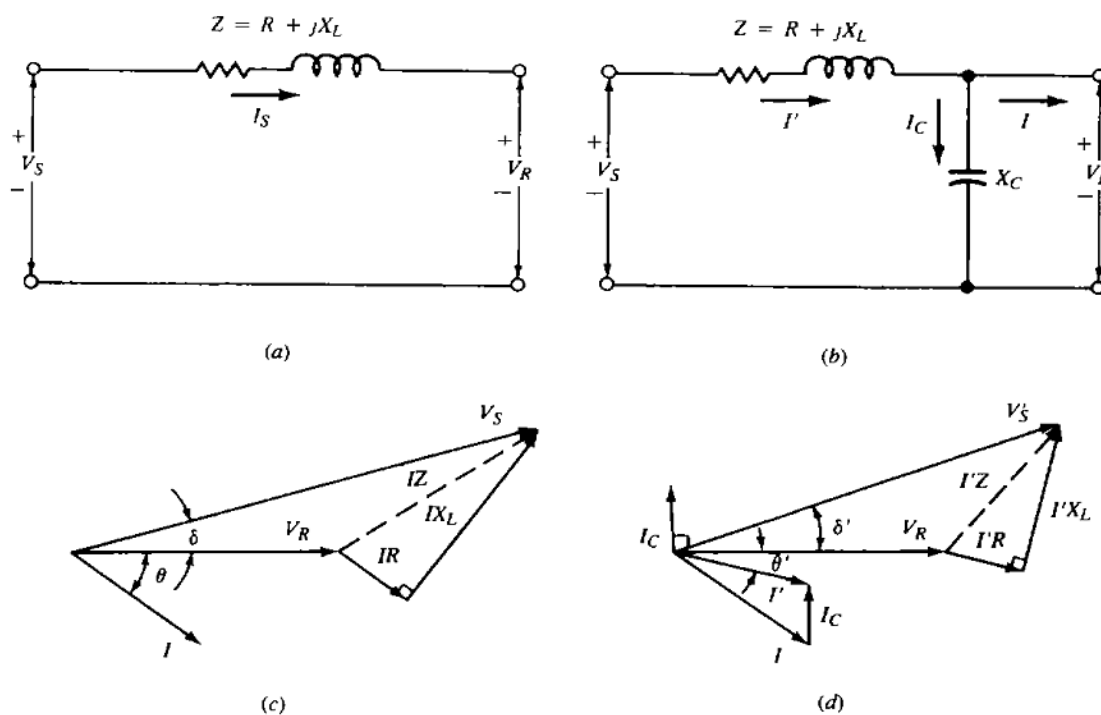 Z = R + jX_L
I_S
+
V_S
−
+
V_R
−
(a)
Z = R + jX_L
I'
I_C
I
+
V_S
−
X_C
+
−
(b)
V_S
IZ
IX_L
V_R
IR
δ
θ
I
(c)
V'_S
I'Z
I'X_L
V_R
I'R
δ'
θ'
I_C
I'
I_C
I
(d)